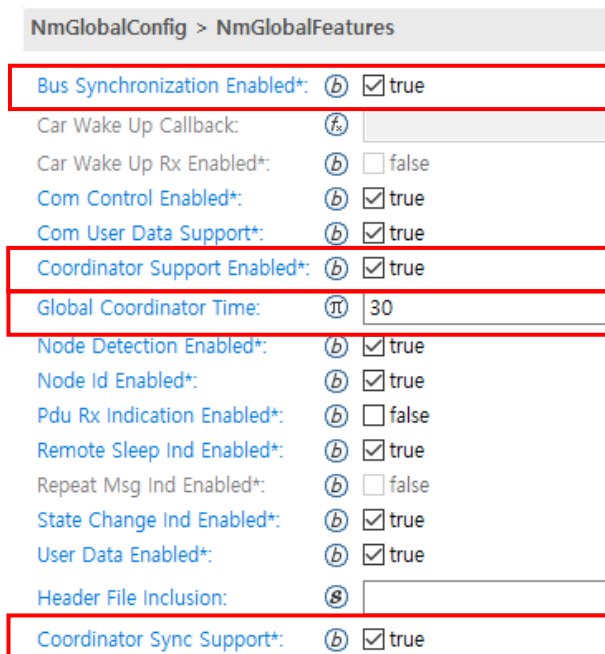 NmGlobalConfig > NmGlobalFeatures
Bus Synchronization Enabled*: b true
Car Wake Up Callback: fx
Car Wake Up Rx Enabled*: b false
Com Control Enabled*: b true
Com User Data Support*: b true
Coordinator Support Enabled*: b true
Global Coordinator Time: π 30
Node Detection Enabled*: b true
Node Id Enabled*: b true
Pdu Rx Indication Enabled*: b false
Remote Sleep Ind Enabled*: b true
Repeat Msg Ind Enabled*: b false
State Change Ind Enabled*: b true
User Data Enabled*: b true
Header File Inclusion: s
Coordinator Sync Support*: b true